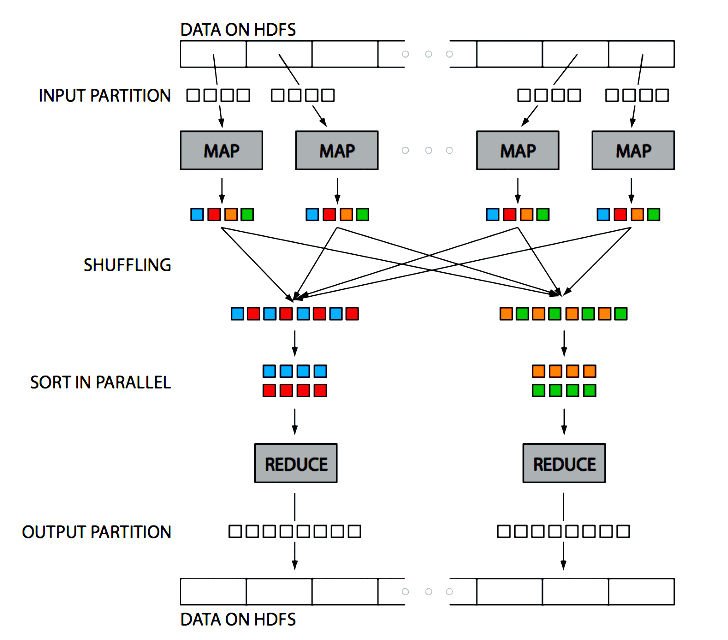 DATA ON HDFS
INPUT PARTITION
MAP
MAP
MAP
MAP
SHUFFLING
SORT IN PARALLEL
REDUCE
REDUCE
OUTPUT PARTITION
DATA ON HDFS